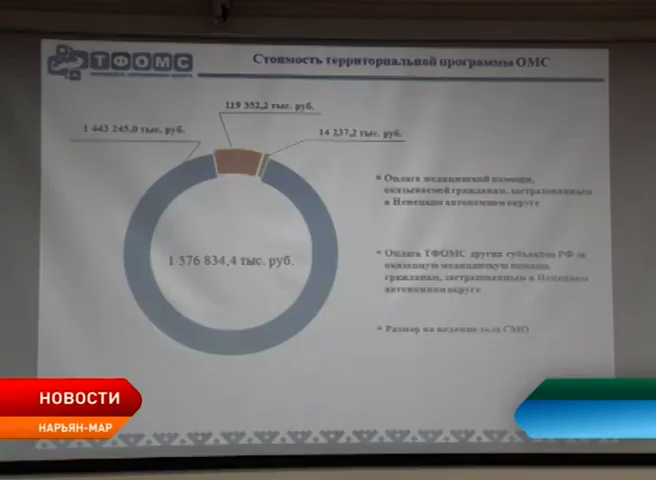 ТФОМС
Стоимость территориальной программы ОМС
119 352,2 тыс. руб.
1 443 245,0 тыс. руб.
14 237,2 тыс. руб.
1 576 834,4 тыс. руб.
Оплата медицинской помощи,
оказываемой гражданам, застрахованным
в Ненецком автономном округе
Оплата ТФОМС других субъектов РФ за
оказанную медицинскую помощь
гражданам, застрахованным в Ненецком
автономном округе
Размер на ведение дела СМО
НОВОСТИ
НАРЬЯН-МАР